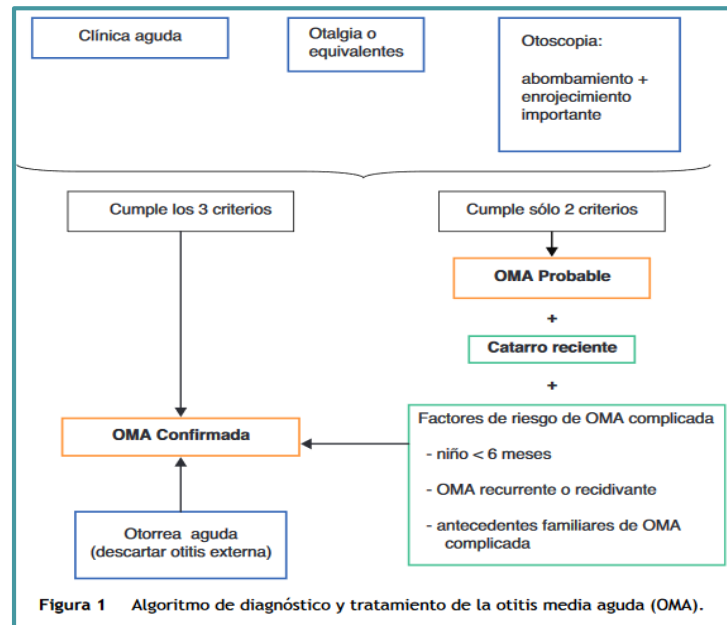 Clínica aguda
Otalgia o
equivalentes
Otoscopia:
abombamiento +
enrojecimiento
importante
Cumple los 3 criterios
Cumple sólo 2 criterios
OMA Probable
+
Catarro reciente
+
Factores de riesgo de OMA complicada
- niño < 6 meses
- OMA recurrente o recidivante
- antecedentes familiares de OMA
complicada
OMA Confirmada
Otorrea aguda
(descartar otitis externa)
Figura 1 Algoritmo de diagnóstico y tratamiento de la otitis media aguda (OMA).